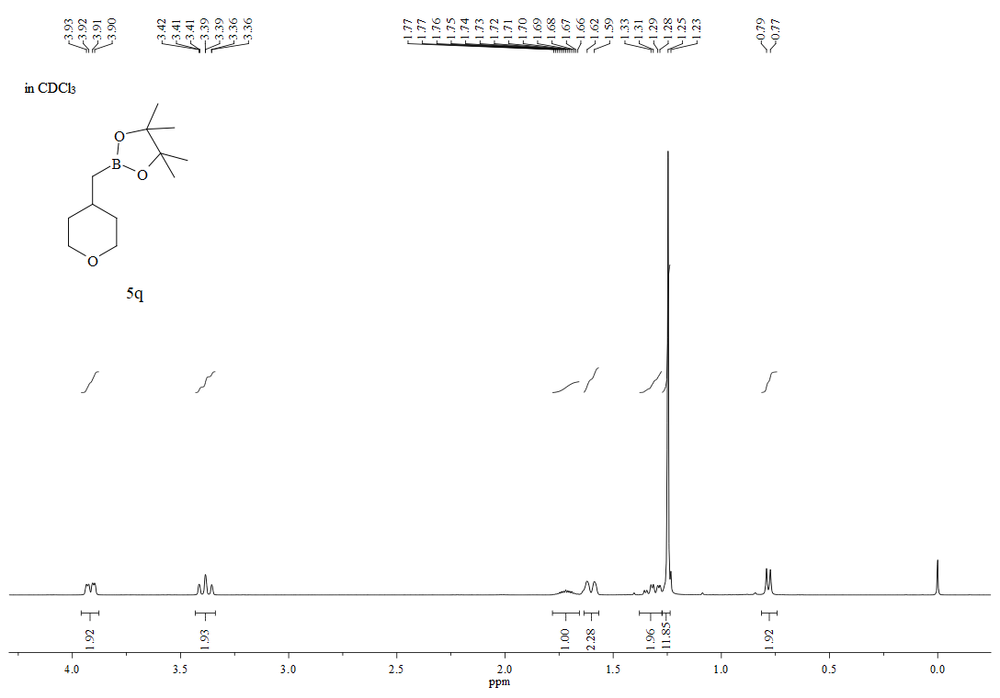 3.93 3.92 3.91 3.90 3.42 3.41 3.41 3.39 3.39 3.36 3.36 1.77 1.77 1.76 1.75 1.74 1.73 1.72 1.71 1.70 1.69 1.68 1.67 1.66 1.62 1.59 1.33 1.31 1.29 1.28 1.25 1.23 0.79 0.77
in CDCl₃
O
B
O
O
5q
1.92 1.93 1.00 2.28 1.96 11.85 1.92
4.0 3.5 3.0 2.5 2.0 1.5 1.0 0.5 0.0
ppm